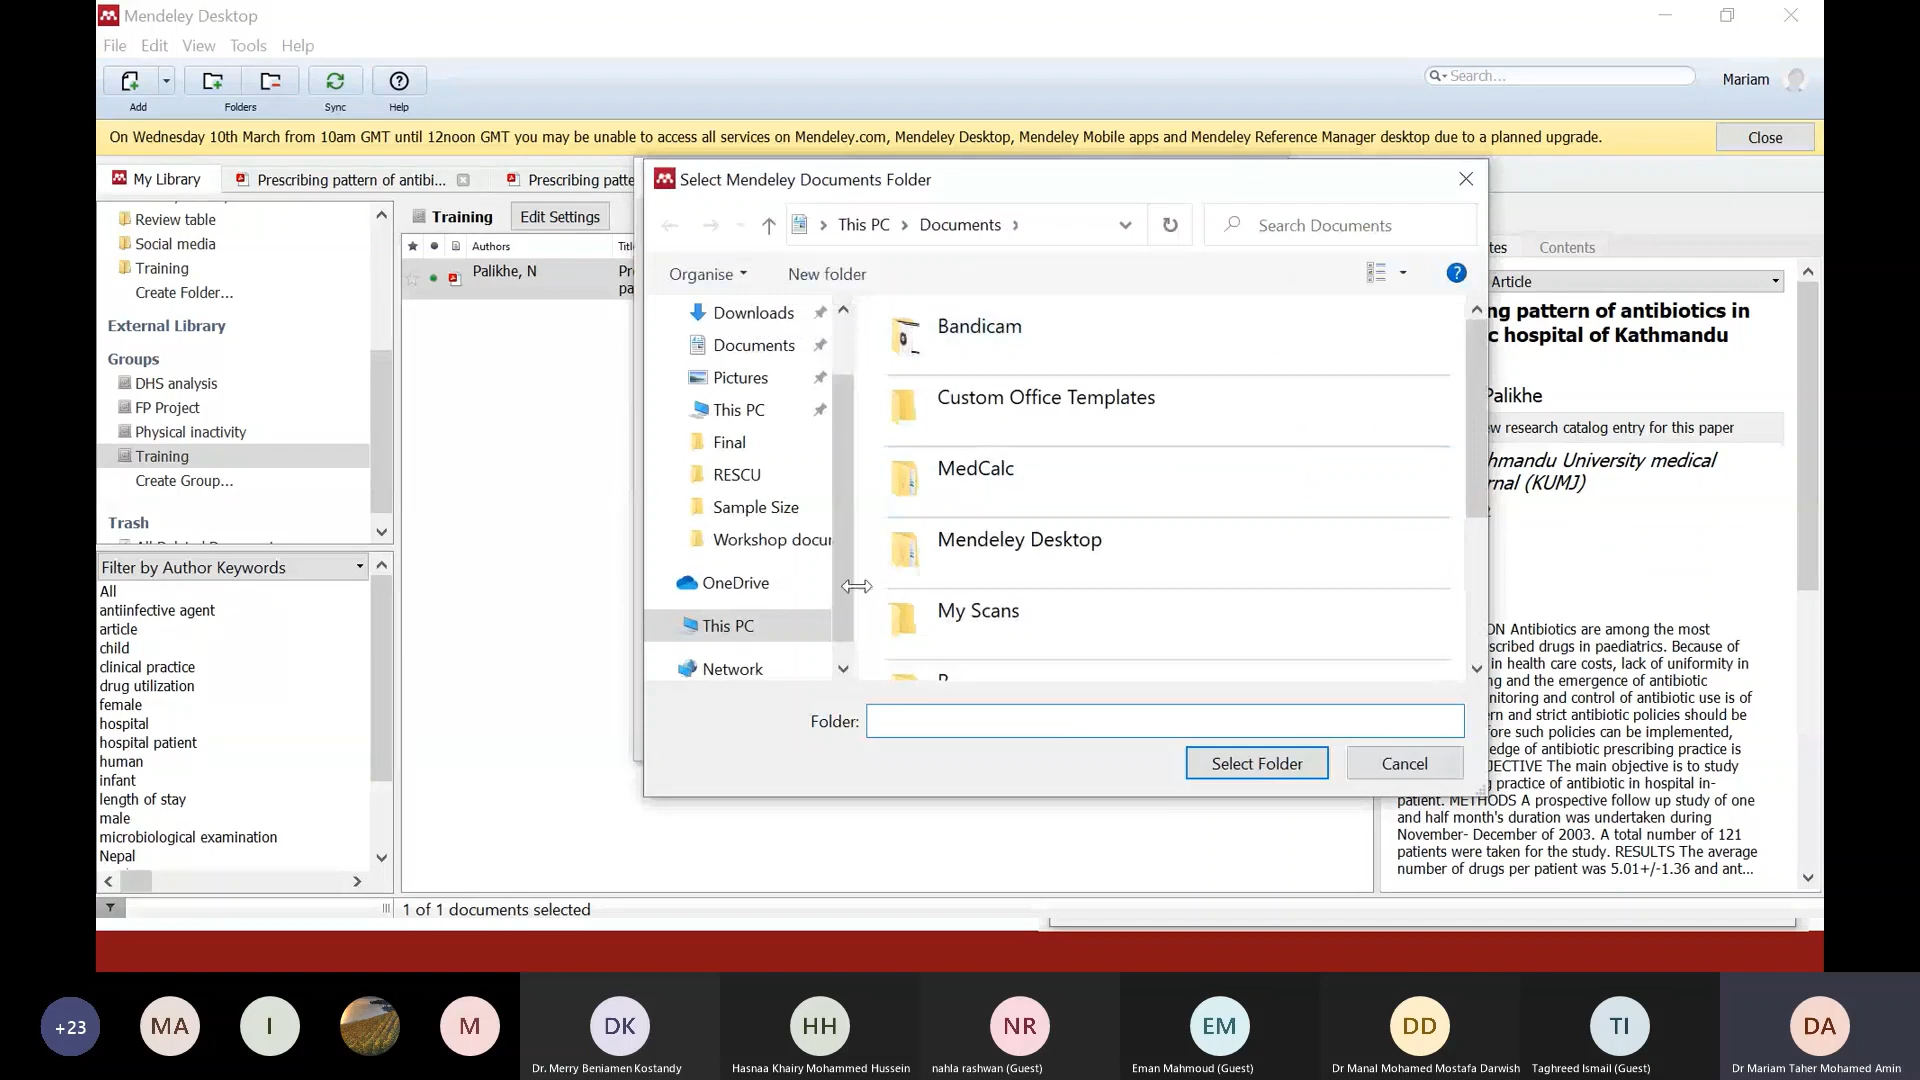 Mendeley Desktop
File Edit View Tools Help
Search...
Mariam
Add Folders Sync Help
On Wednesday 10th March from 10am GMT until 12noon GMT you may be unable to access all services on Mendeley.com, Mendeley Desktop, Mendeley Mobile apps and Mendeley Reference Manager desktop due to a planned upgrade.
Close
My Library
Prescribing pattern of antibi...
Prescribing patte
Review table
Social media
Training
Create Folder...
External Library
Groups
DHS analysis
FP Project
Physical inactivity
Training
Create Group...
Trash
Filter by Author Keywords
All
antiinfective agent
article
child
clinical practice
drug utilization
female
hospital
hospital patient
human
infant
length of stay
male
microbiological examination
Nepal
Training
Edit Settings
Authors
Palikhe, N
Pr
pa
1 of 1 documents selected
Select Mendeley Documents Folder
This PC > Documents >
Search Documents
Organise
New folder
Downloads
Documents
Pictures
This PC
Final
RESCU
Sample Size
Workshop docu
OneDrive
This PC
Network
Bandicam
Custom Office Templates
MedCalc
Mendeley Desktop
My Scans
Folder:
Select Folder
Cancel
tes
Contents
Article
ng pattern of antibiotics in
c hospital of Kathmandu
Palikhe
ew research catalog entry for this paper
hmandu University medical
rnal (KUMJ)
2
ON Antibiotics are among the most
scribed drugs in paediatrics. Because of
in health care costs, lack of uniformity in
ng and the emergence of antibiotic
nitoring and control of antibiotic use is of
rn and strict antibiotic policies should be
fore such policies can be implemented,
edge of antibiotic prescribing practice is
JECTIVE The main objective is to study
g practice of antibiotic in hospital in-
patient. METHODS A prospective follow up study of one
and half month's duration was undertaken during
November- December of 2003. A total number of 121
patients were taken for the study. RESULTS The average
number of drugs per patient was 5.01+/-1.36 and ant...
+23
MA
I
M
DK
HH
NR
EM
DD
TI
DA
Dr. Merry Beniamen Kostandy
Hasnaa Khairy Mohammed Hussein
nahla rashwan (Guest)
Eman Mahmoud (Guest)
Dr Manal Mohamed Mostafa Darwish
Taghreed Ismail (Guest)
Dr Mariam Taher Mohamed Amin